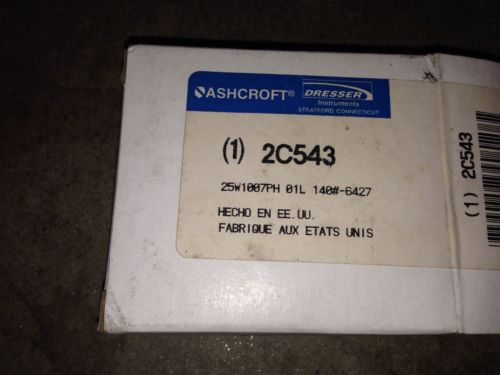 ASHCROFT®
DRESSER
Instruments
STRATFORD CONNECTICUT
(1) 2C543
25W1007PH 01L 140#-6427
HECHO EN EE.UU.
FABRIQUE AUX ETATS UNIS
(1) 2C543